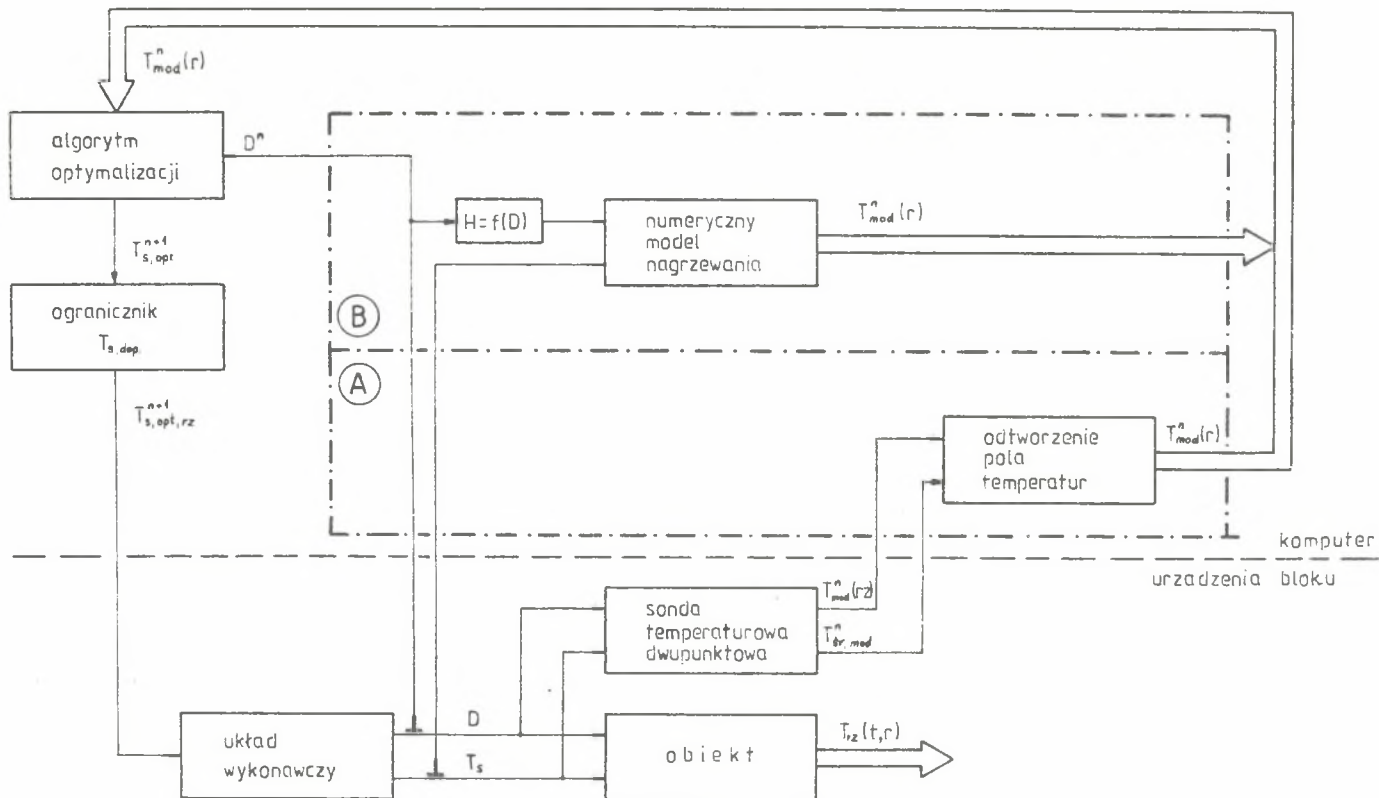 T^n_mod(r)
algorytm
optymalizacji
D^n
T^{n+1}_{s,opt}
ogranicznik
T_{s,dop.}
T^{n+1}_{s,opt,rz}
H=f(D)
numeryczny
model
nagrzewania
T^n_mod(r)
B
A
odtworzenie
pola
temperatur
T^n_mod(r)
komputer
urzadzenia bloku
sonda
temperaturowa
dwupunktowa
T^n_mod(rz)
T^n_{śr,mod}
układ
wykonawczy
D
T_s
obiekt
T_rz(t,r)